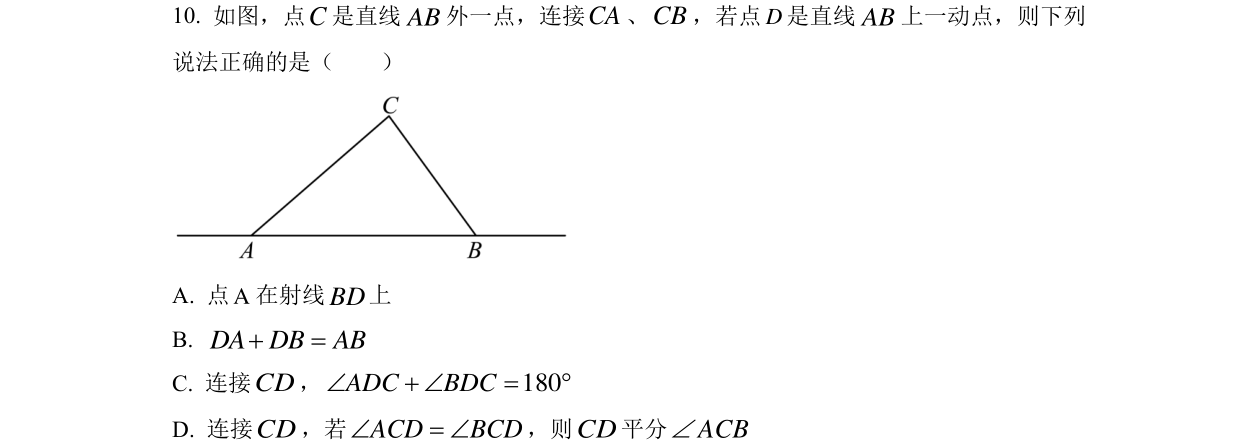 10. 如图，点C是直线AB外一点，连接CA、CB，若点D是直线AB上一动点，则下列
说法正确的是（　　）
C
A
B
A. 点A在射线BD上
B. DA+DB=AB
C. 连接CD，∠ADC+∠BDC=180°
D. 连接CD，若∠ACD=∠BCD，则CD平分∠ACB